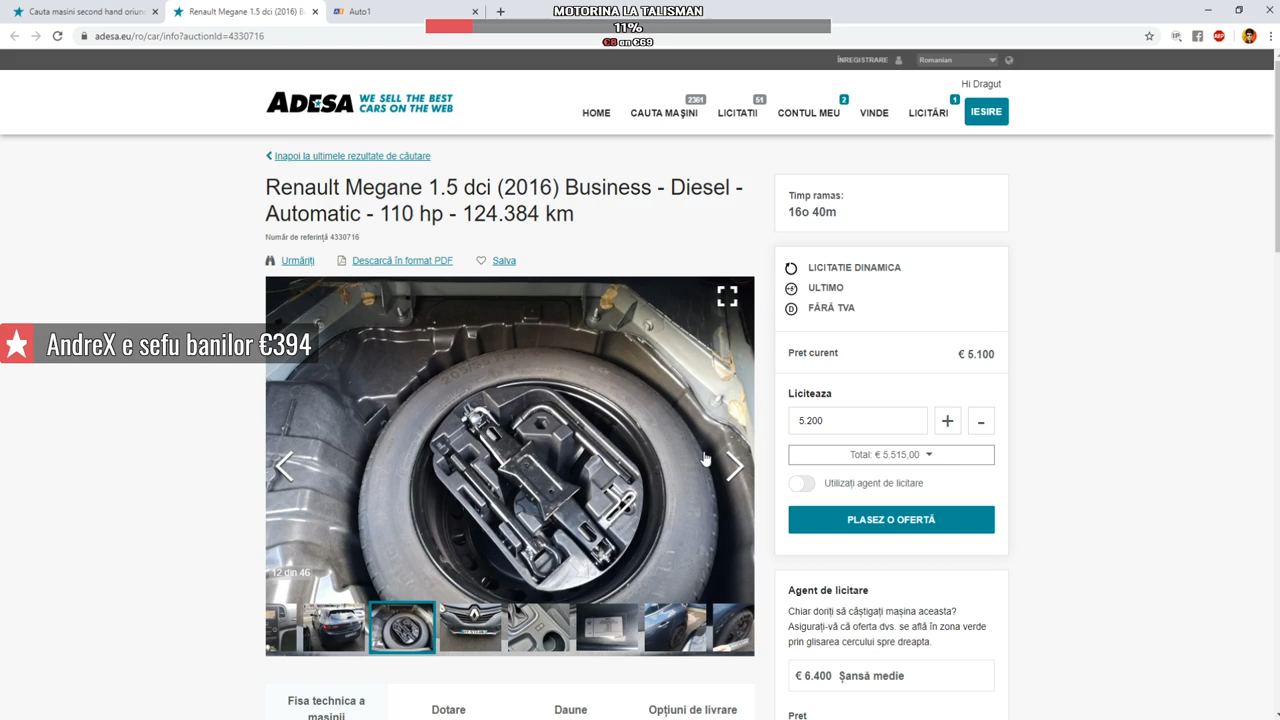 Cauta masini second hand oriun
Renault Megane 1.5 dci (2016) B
Auto1
MOTORINA LA TALISMAN
11%
€8 an €69
adesa.eu/ro/car/info?auctionId=4330716
ÎNREGISTRARE
Romanian
ADESA WE SELL THE BEST
CARS ON THE WEB
Hi Dragut
HOME
CAUTA MAȘINI 2361
LICITATII 51
CONTUL MEU 2
VINDE
LICITĂRI 1
IESIRE
Inapoi la ultimele rezultate de căutare
Renault Megane 1.5 dci (2016) Business - Diesel -
Automatic - 110 hp - 124.384 km
Număr de referință 4330716
Urmăriți
Descarcă în format PDF
Salva
AndreX e sefu banilor €394
12 din 46
Fisa technica a
masinii
Dotare
Daune
Opțiuni de livrare
Timp ramas:
16o 40m
LICITATIE DINAMICA
ULTIMO
FĂRĂ TVA
Pret curent
€ 5.100
Liciteaza
5.200
+
-
Total: € 5.515,00
Utilizați agent de licitare
PLASEZ O OFERTĂ
Agent de licitare
Chiar doriți să câștigați mașina aceasta?
Asigurați-vă că oferta dvs. se află în zona verde
prin glisarea cercului spre dreapta.
€ 6.400 Șansă medie
Pret